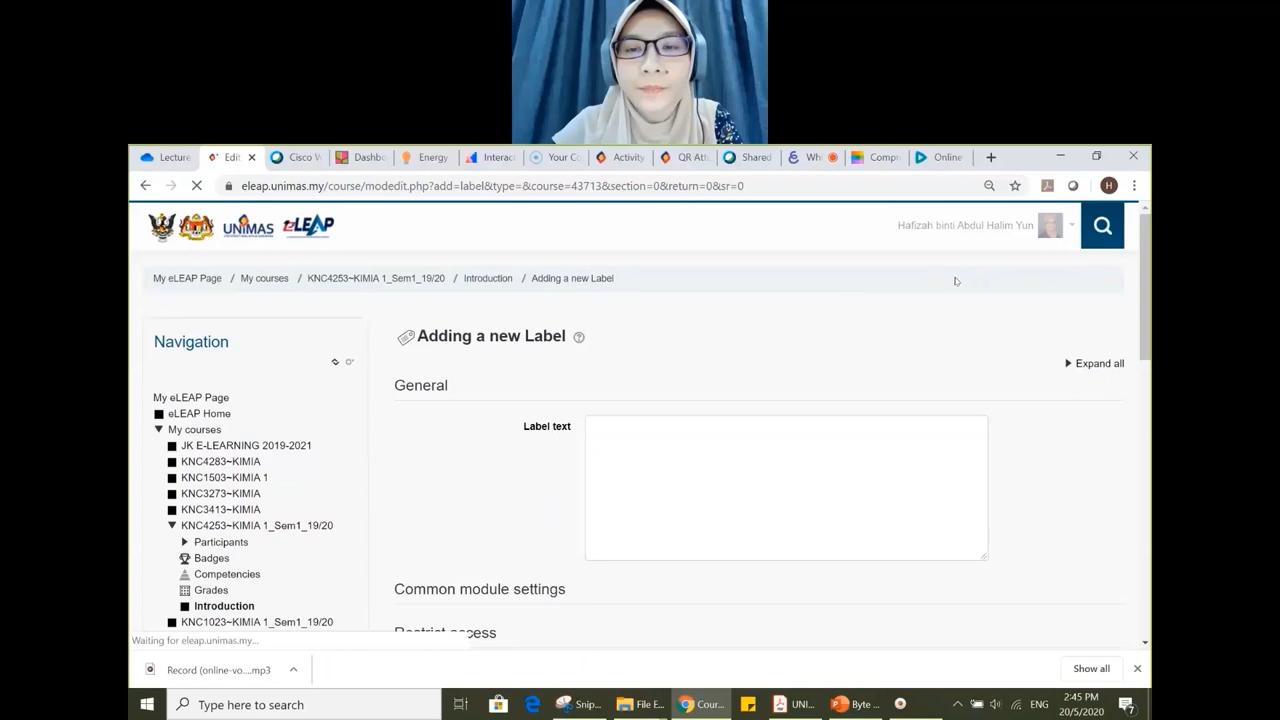 Lecture
Edit
Cisco W
Dashbo
Energy
Interac
Your Co
Activity
QR Att
Shared
Wh
Comp
Online
eleap.unimas.my/course/modedit.php?add=label&type=&course=43713&section=0&return=0&sr=0
H
UNIMAS
eLEAP
Hafizah binti Abdul Halim Yun
My eLEAP Page / My courses / KNC4253~KIMIA 1_Sem1_19/20 / Introduction / Adding a new Label
Navigation
Adding a new Label
Expand all
General
My eLEAP Page
eLEAP Home
Label text
My courses
JK E-LEARNING 2019-2021
KNC4283~KIMIA
KNC1503~KIMIA 1
KNC3273~KIMIA
KNC3413~KIMIA
KNC4253~KIMIA 1_Sem1_19/20
Participants
Badges
Competencies
Common module settings
Grades
Introduction
KNC1023~KIMIA 1_Sem1_19/20
Restrict access
Waiting for eleap.unimas.my...
Record (online-vo....mp3
Show all
Type here to search
Snip...
File E...
Cour...
UNI...
Byte ...
ENG
2:45 PM
20/5/2020
7